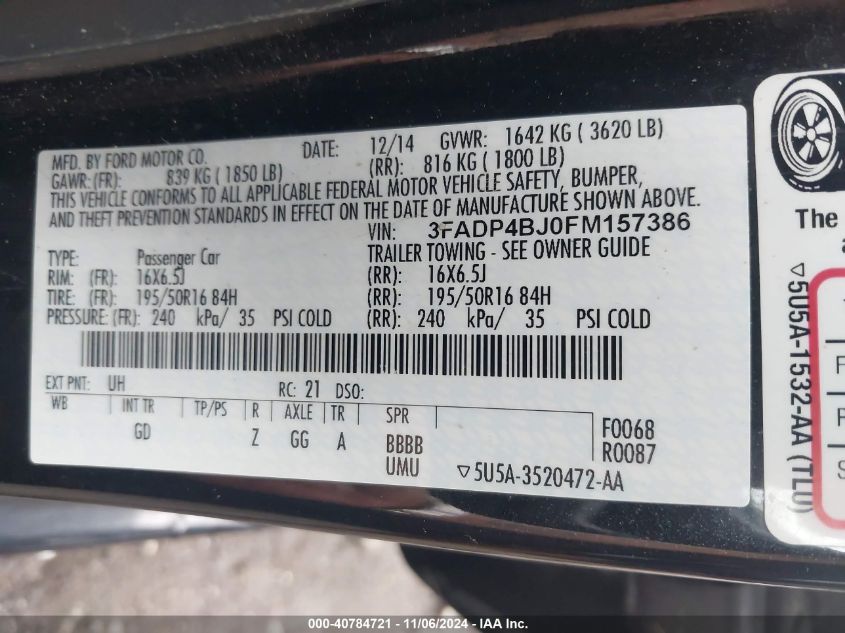 MFD. BY FORD MOTOR CO. DATE: 12/14 GVWR: 1642 KG ( 3620 LB)
GAWR: (FR): 839 KG ( 1850 LB) (RR): 816 KG ( 1800 LB)
THIS VEHICLE CONFORMS TO ALL APPLICABLE FEDERAL MOTOR VEHICLE SAFETY, BUMPER,
AND THEFT PREVENTION STANDARDS IN EFFECT ON THE DATE OF MANUFACTURE SHOWN ABOVE.
VIN: 3FADP4BJ0FM157386
TYPE: Passenger Car TRAILER TOWING - SEE OWNER GUIDE
RIM: (FR): 16X6.5J (RR): 16X6.5J
TIRE: (FR): 195/50R16 84H (RR): 195/50R16 84H
PRESSURE: (FR): 240 kPa/ 35 PSI COLD (RR): 240 kPa/ 35 PSI COLD
EXT PNT: UH RC: 21 DSO:
WB INT TR TP/PS R AXLE TR SPR F0068
GD Z GG A BBBB R0087
UMU ▽5U5A-3520472-AA
The
▽5U5A-1532-AA (TLU)
F
S
000-40784721 - 11/06/2024 - IAA Inc.